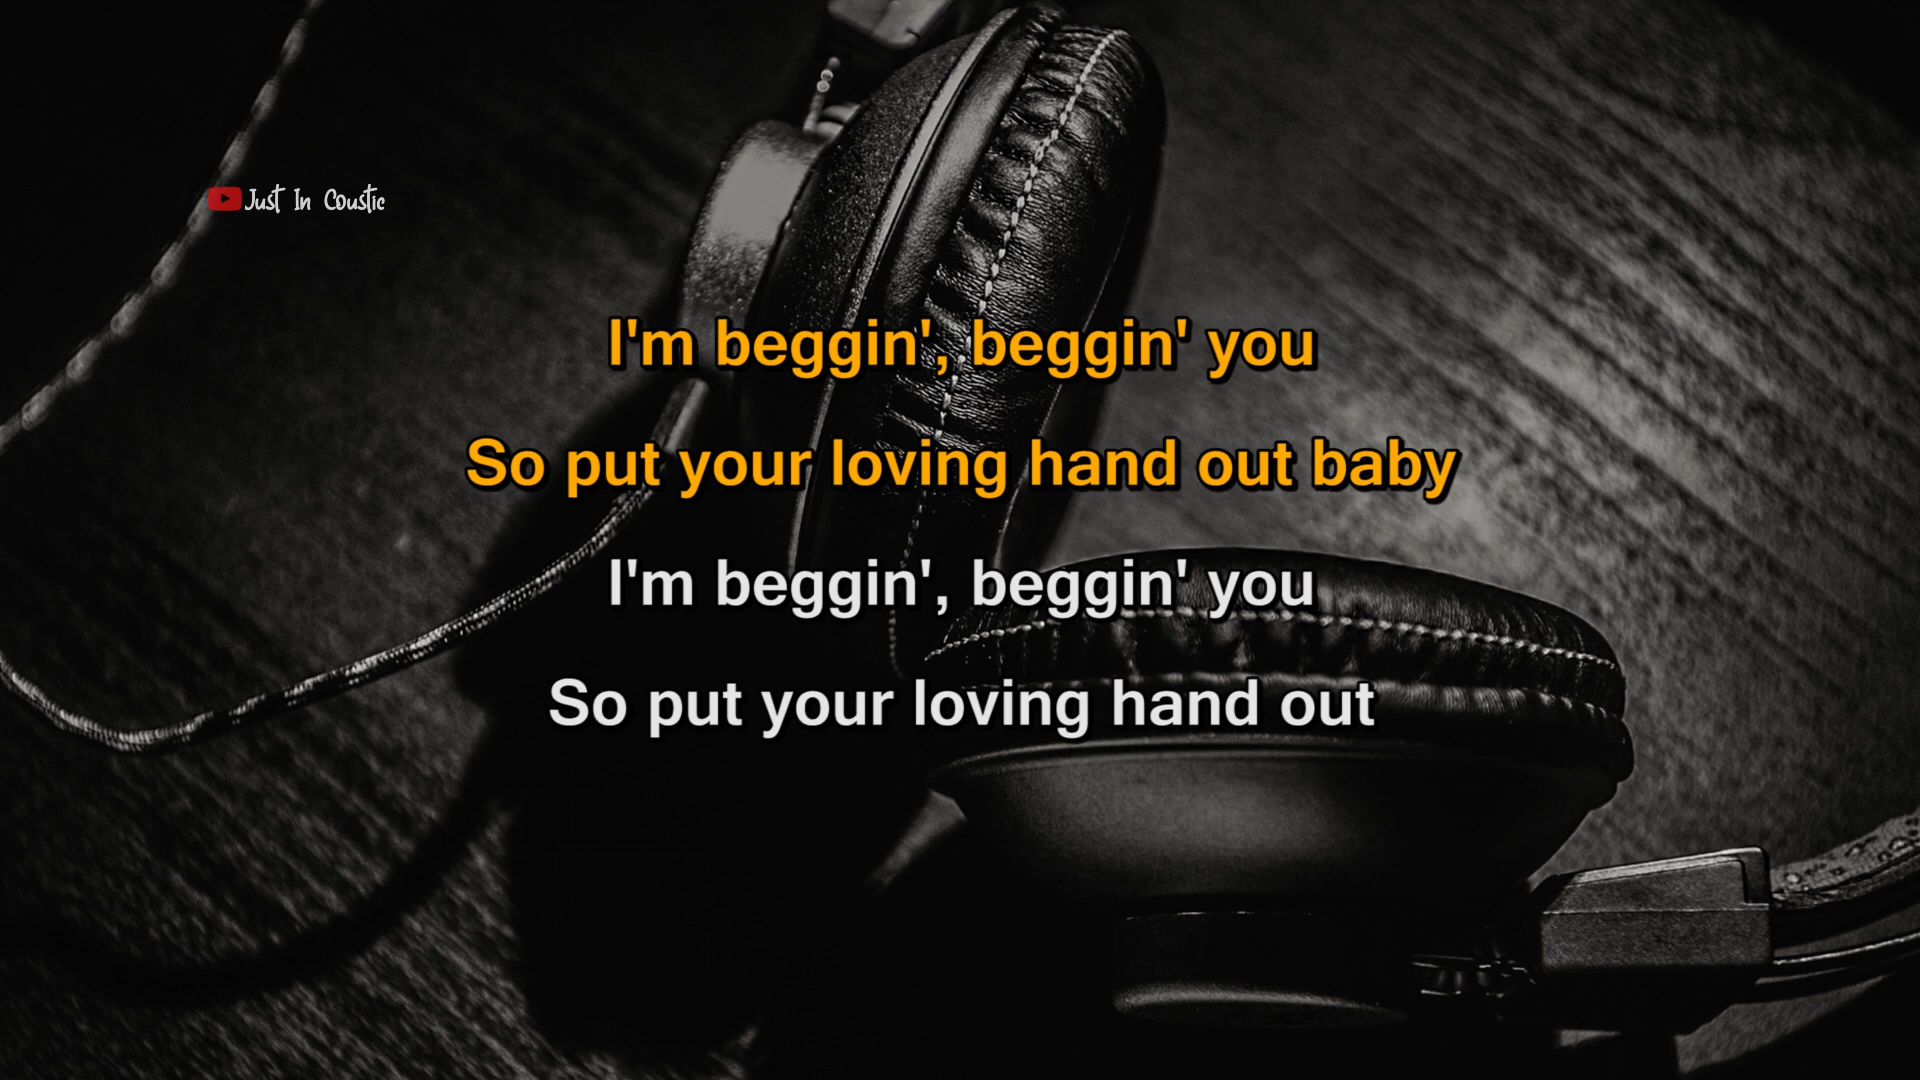 Just In Coustic
I'm beggin', beggin' you
So put your loving hand out baby
I'm beggin', beggin' you
So put your loving hand out